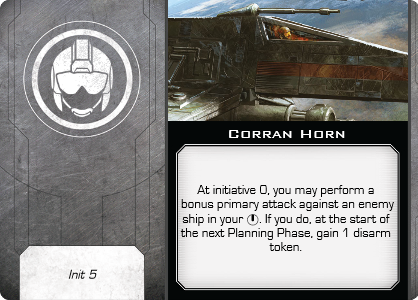 CORRAN HORN
At initiative 0, you may perform a
bonus primary attack against an enemy
ship in your . If you do, at the start of
the next Planning Phase, gain 1 disarm
token.
Init 5